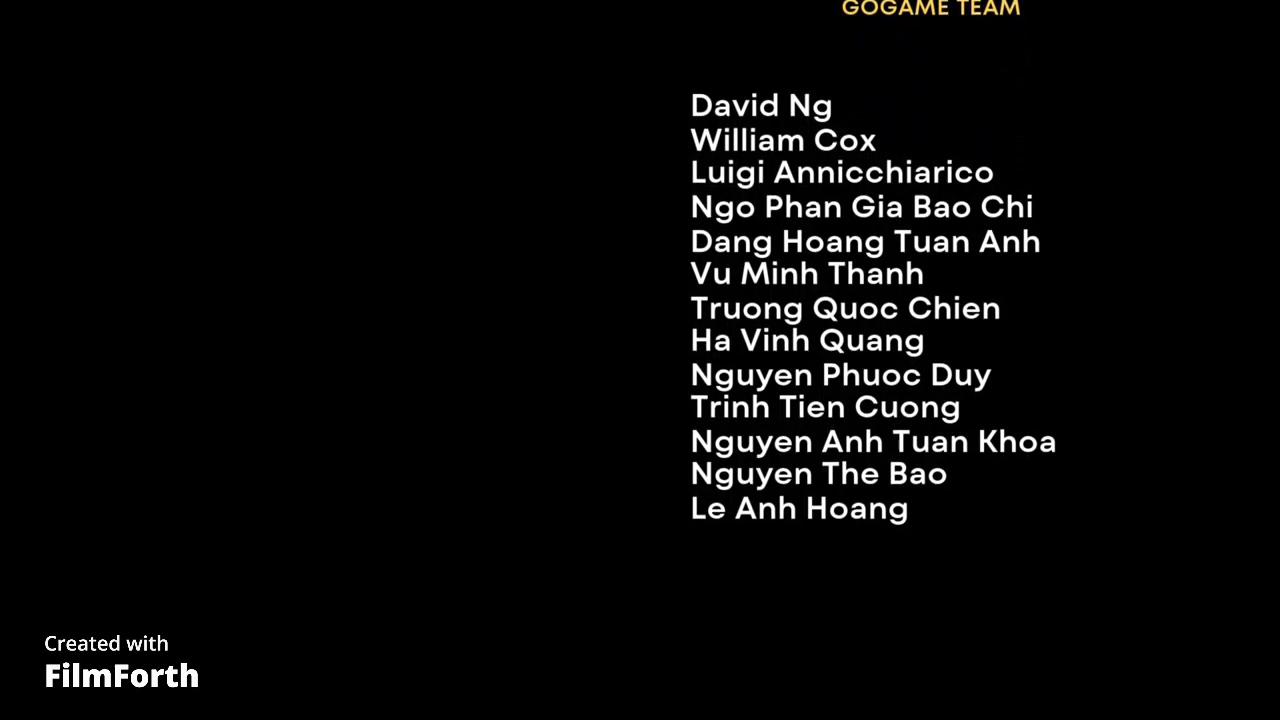 GOGAME TEAM
David Ng
William Cox
Luigi Annicchiarico
Ngo Phan Gia Bao Chi
Dang Hoang Tuan Anh
Vu Minh Thanh
Truong Quoc Chien
Ha Vinh Quang
Nguyen Phuoc Duy
Trinh Tien Cuong
Nguyen Anh Tuan Khoa
Nguyen The Bao
Le Anh Hoang
Created with
FilmForth